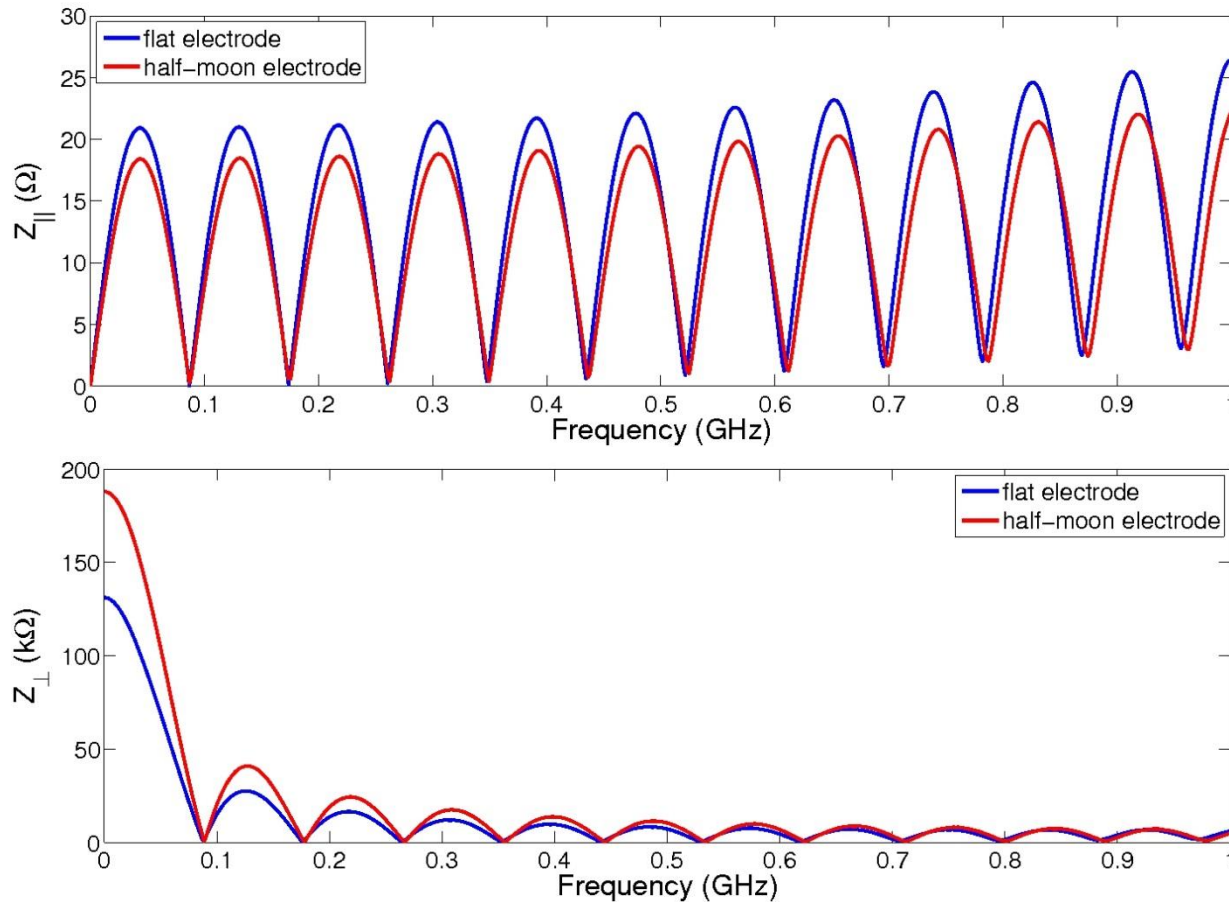 30
25
20
15
10
5
0
Z|| (Ω)
flat electrode
half-moon electrode
0 0.1 0.2 0.3 0.4 0.5 0.6 0.7 0.8 0.9
Frequency (GHz)
200
150
100
50
0
Z⊥ (kΩ)
flat electrode
half-moon electrode
0 0.1 0.2 0.3 0.4 0.5 0.6 0.7 0.8 0.9
Frequency (GHz)